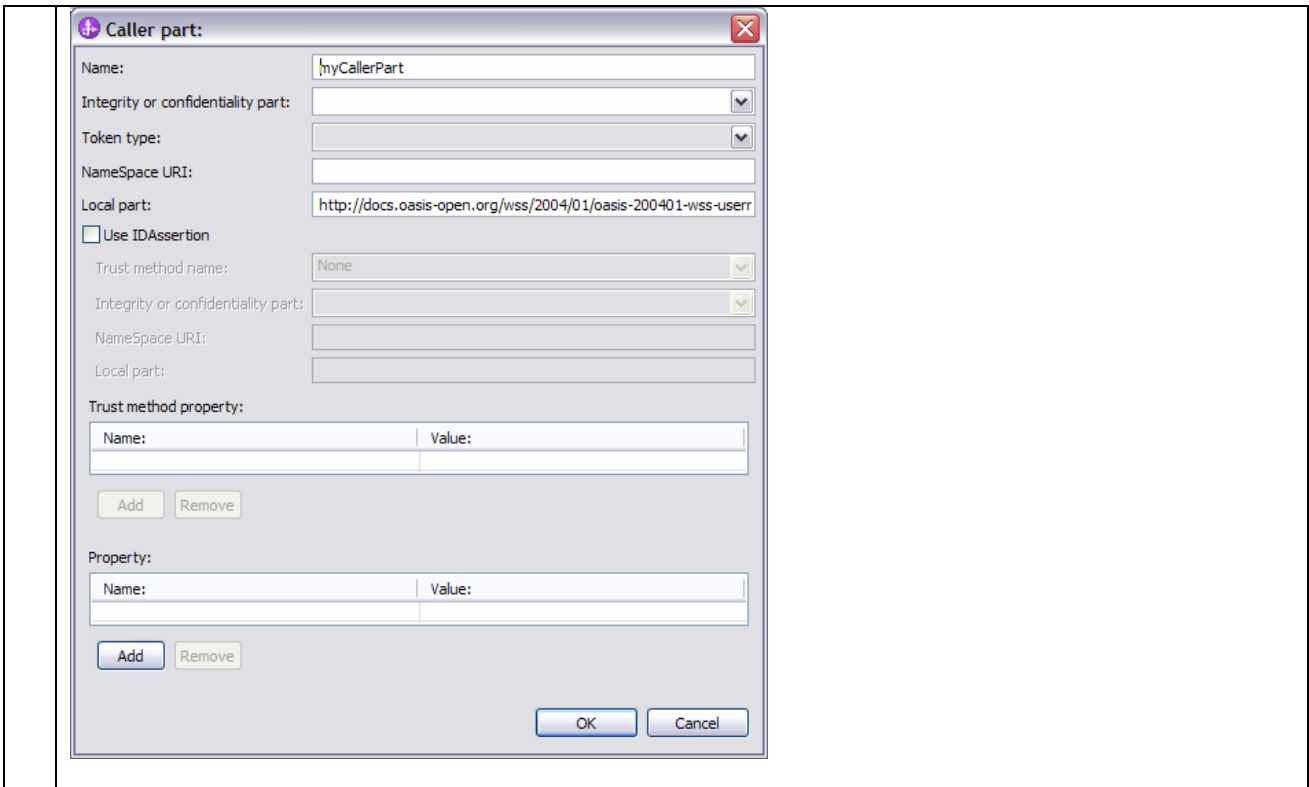 Caller part:
Name: myCallerPart
Integrity or confidentiality part:
Token type:
NameSpace URI:
Local part: http://docs.oasis-open.org/wss/2004/01/oasis-200401-wss-userr
Use IDAssertion
Trust method name: None
Integrity or confidentiality part:
NameSpace URI:
Local part:
Trust method property:
Name: Value:
Add Remove
Property:
Name: Value:
Add Remove
OK Cancel